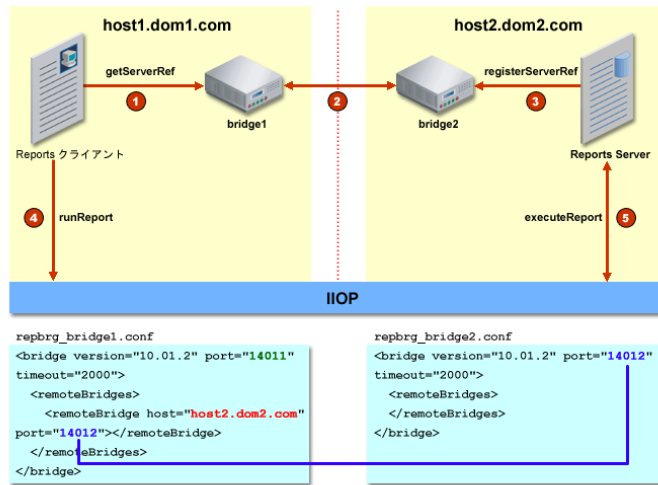 host1.dom1.com
host2.dom2.com
getServerRef
registerServerRef
1
2
3
bridge1
bridge2
Reports クライアント
Reports Server
4
runReport
executeReport
5
IIOP
repbrg_bridge1.conf
<bridge version="10.01.2" port="14011"
timeout="2000">
<remoteBridges>
<remoteBridge host="host2.dom2.com"
port="14012"></remoteBridge>
</remoteBridges>
</bridge>
repbrg_bridge2.conf
<bridge version="10.01.2" port="14012"
timeout="2000">
<remoteBridges>
</remoteBridges>
</bridge>